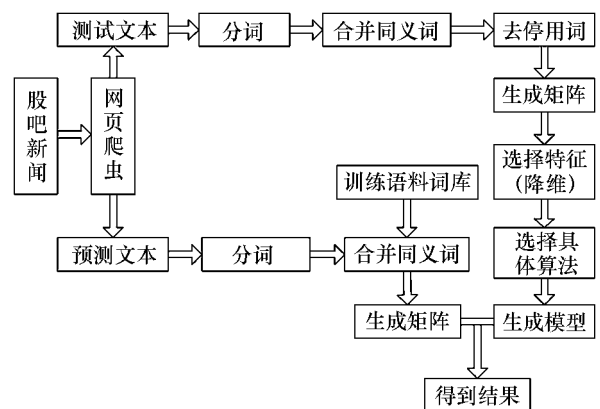 测试文本
分词
合并同义词
去停用词
股吧新闻
网页爬虫
生成矩阵
训练语料词库
选择特征
(降维)
预测文本
分词
合并同义词
选择具
体算法
生成矩阵
生成模型
得到结果